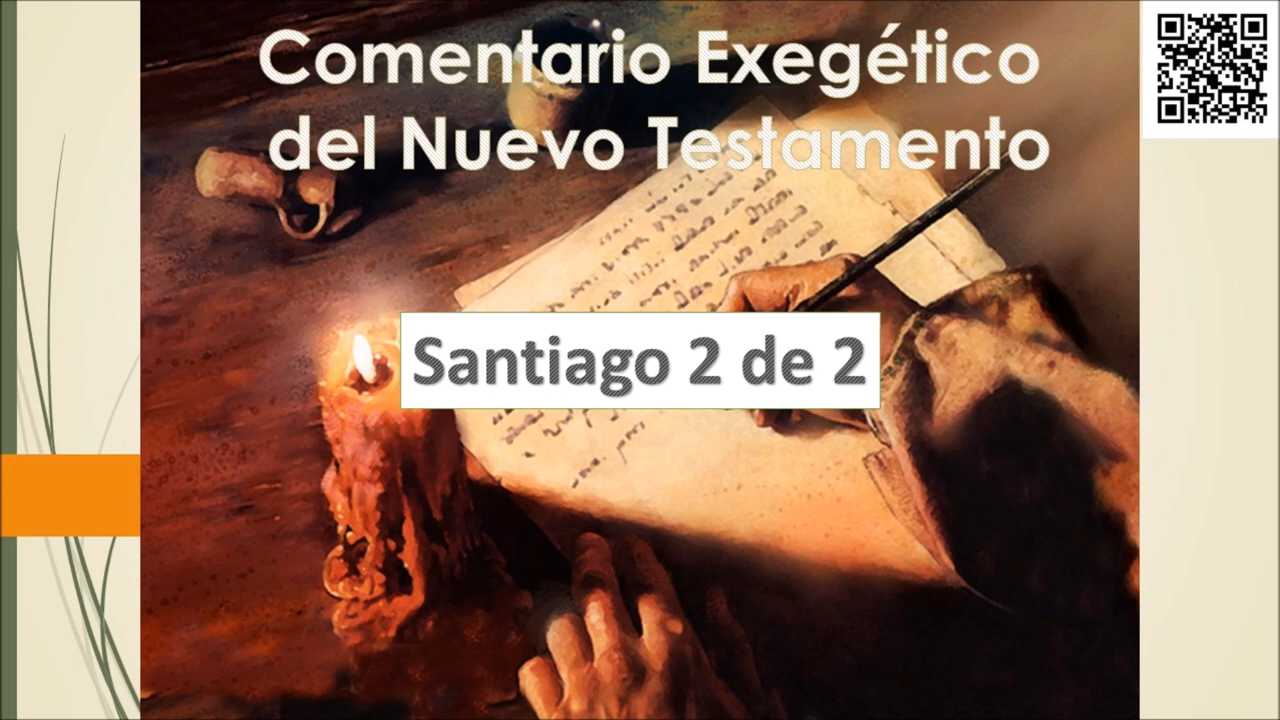 Comentario Exegético
del Nuevo Testamento
Santiago 2 de 2